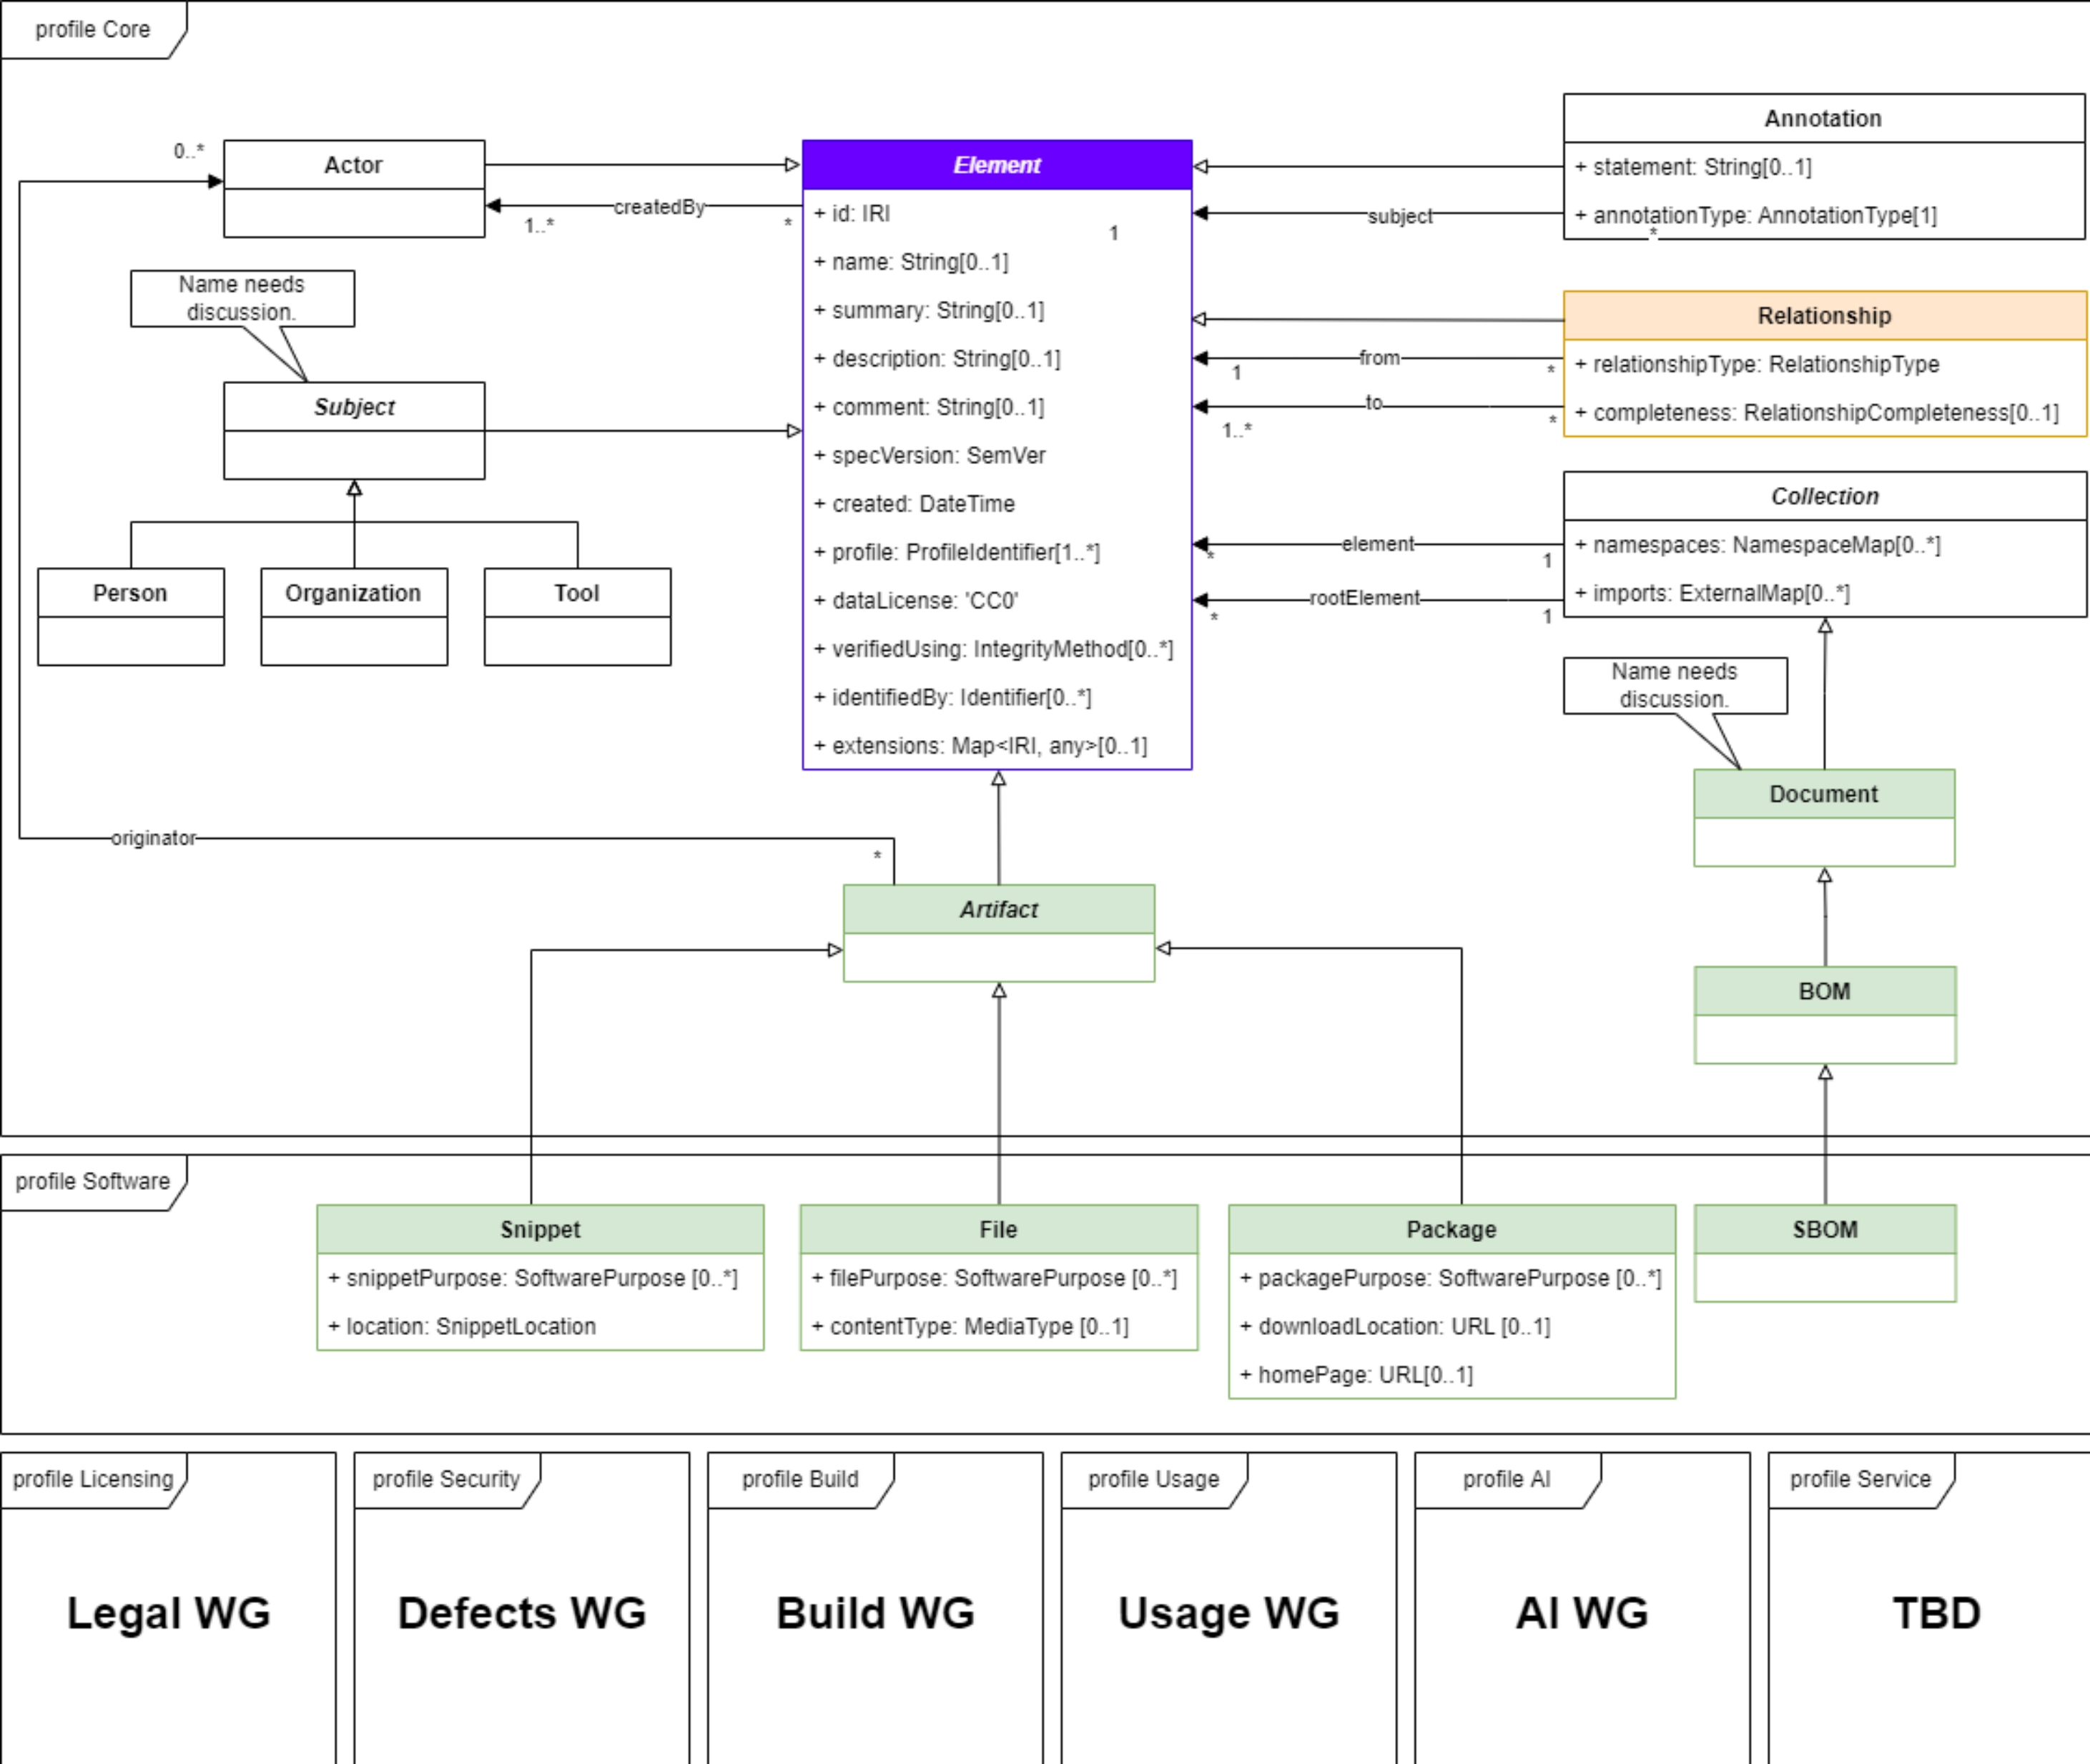 profile Core
Annotation
+ statement: String[0..1]
+ annotationType: AnnotationType[1]
*
0..*
Actor
createdBy
1..*
*
Element
+ id: IRI
1
+ name: String[0..1]
+ summary: String[0..1]
+ description: String[0..1]
+ comment: String[0..1]
+ specVersion: SemVer
+ created: DateTime
+ profile: ProfileIdentifier[1..*]
+ dataLicense: 'CC0'
+ verifiedUsing: IntegrityMethod[0..*]
+ identifiedBy: Identifier[0..*]
+ extensions: Map<IRI, any>[0..1]
subject
Name needs
discussion.
Subject
Person
Organization
Tool
Relationship
+ relationshipType: RelationshipType
+ completeness: RelationshipCompleteness[0..1]
from
1
*
to
1..*
*
Collection
+ namespaces: NamespaceMap[0..*]
+ imports: ExternalMap[0..*]
element
*
1
rootElement
*
1
Name needs
discussion.
Document
originator
*
Artifact
BOM
profile Software
Snippet
+ snippetPurpose: SoftwarePurpose [0..*]
+ location: SnippetLocation
File
+ filePurpose: SoftwarePurpose [0..*]
+ contentType: MediaType [0..1]
Package
+ packagePurpose: SoftwarePurpose [0..*]
+ downloadLocation: URL [0..1]
+ homePage: URL[0..1]
SBOM
profile Licensing
Legal WG
profile Security
Defects WG
profile Build
Build WG
profile Usage
Usage WG
profile AI
AI WG
profile Service
TBD